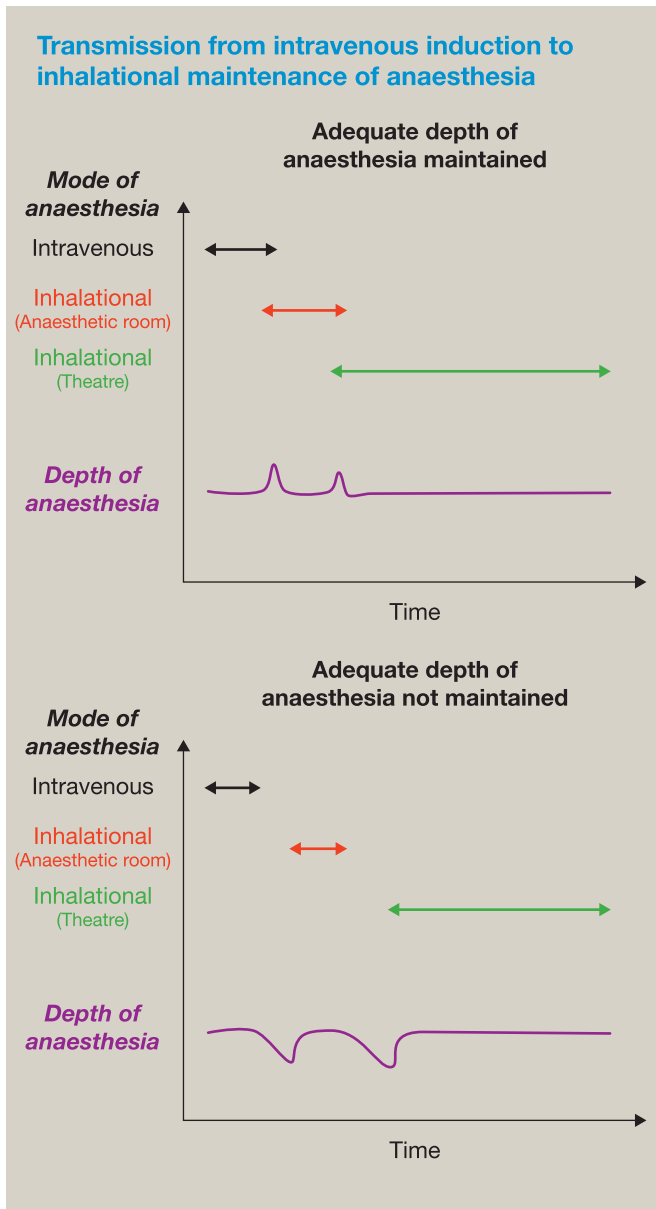 Transmission from intravenous induction to
inhalational maintenance of anaesthesia
Adequate depth of
anaesthesia maintained
Mode of
anaesthesia
Intravenous
Inhalational
(Anaesthetic room)
Inhalational
(Theatre)
Depth of
anaesthesia
Time
Adequate depth of
anaesthesia not maintained
Mode of
anaesthesia
Intravenous
Inhalational
(Anaesthetic room)
Inhalational
(Theatre)
Depth of
anaesthesia
Time